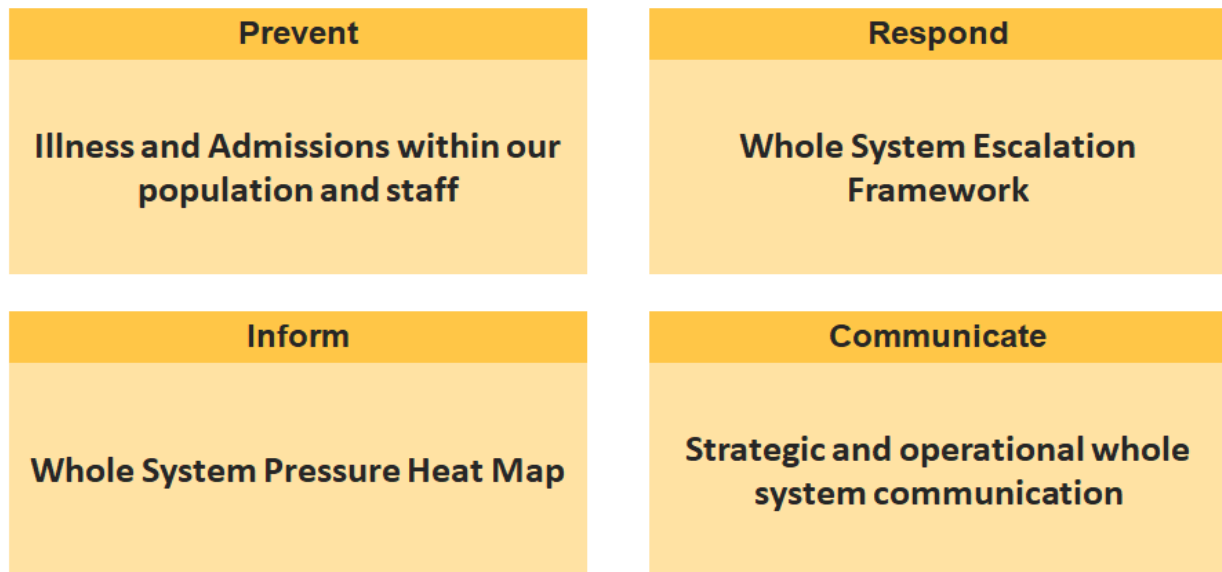 Prevent
Illness and Admissions within our
population and staff
Respond
Whole System Escalation
Framework
Inform
Whole System Pressure Heat Map
Communicate
Strategic and operational whole
system communication